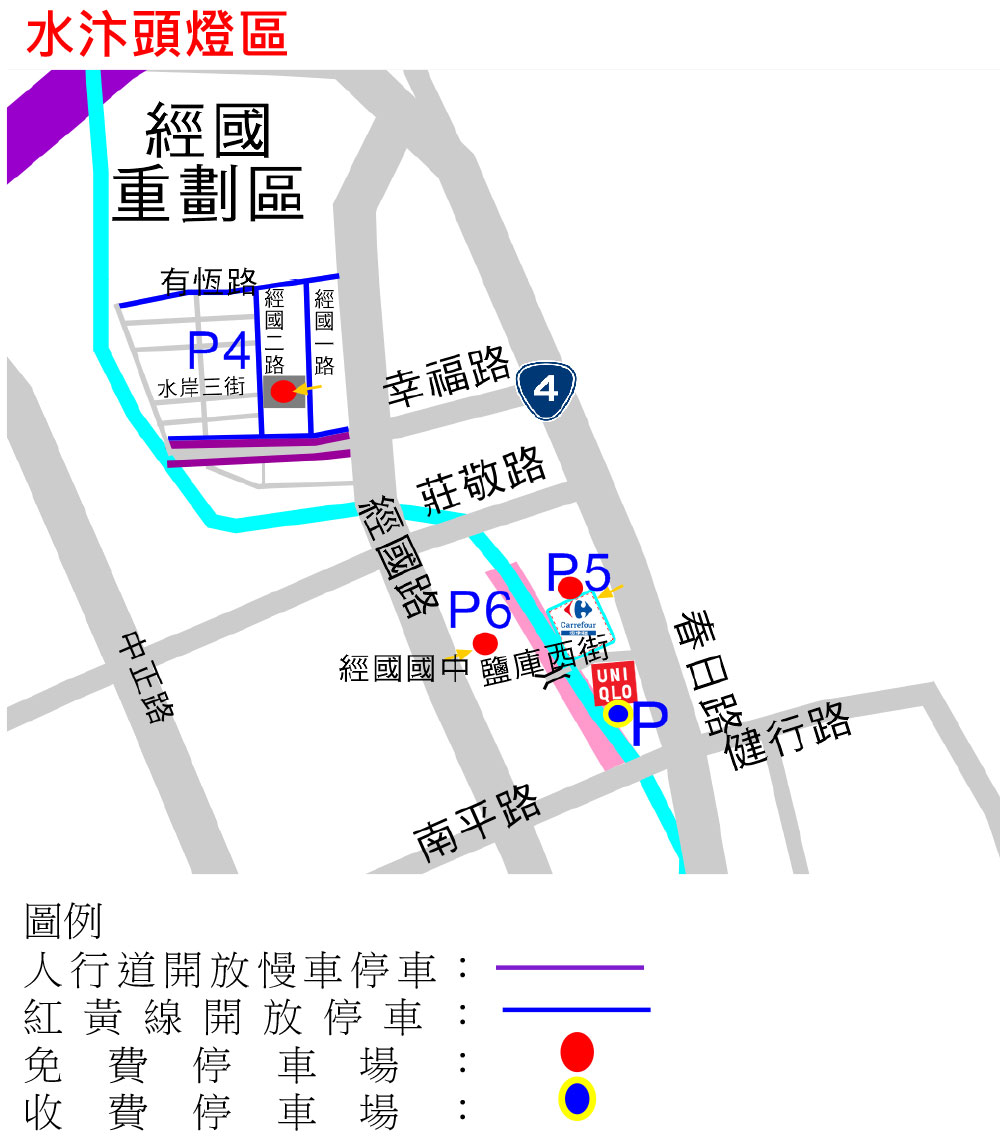 水汴頭燈區
經國
重劃區
有恆路
經國二路
經國一路
P4
水岸三街
幸福路
4
莊敬路
經國路
P5
Carrefour
P6
經國國中
鹽庫西街
中正路
UNI
QLO
P
春日路
健行路
南平路
圖例
人行道開放慢車停車：
紅黃線開放停車：
免費停車場：
收費停車場：